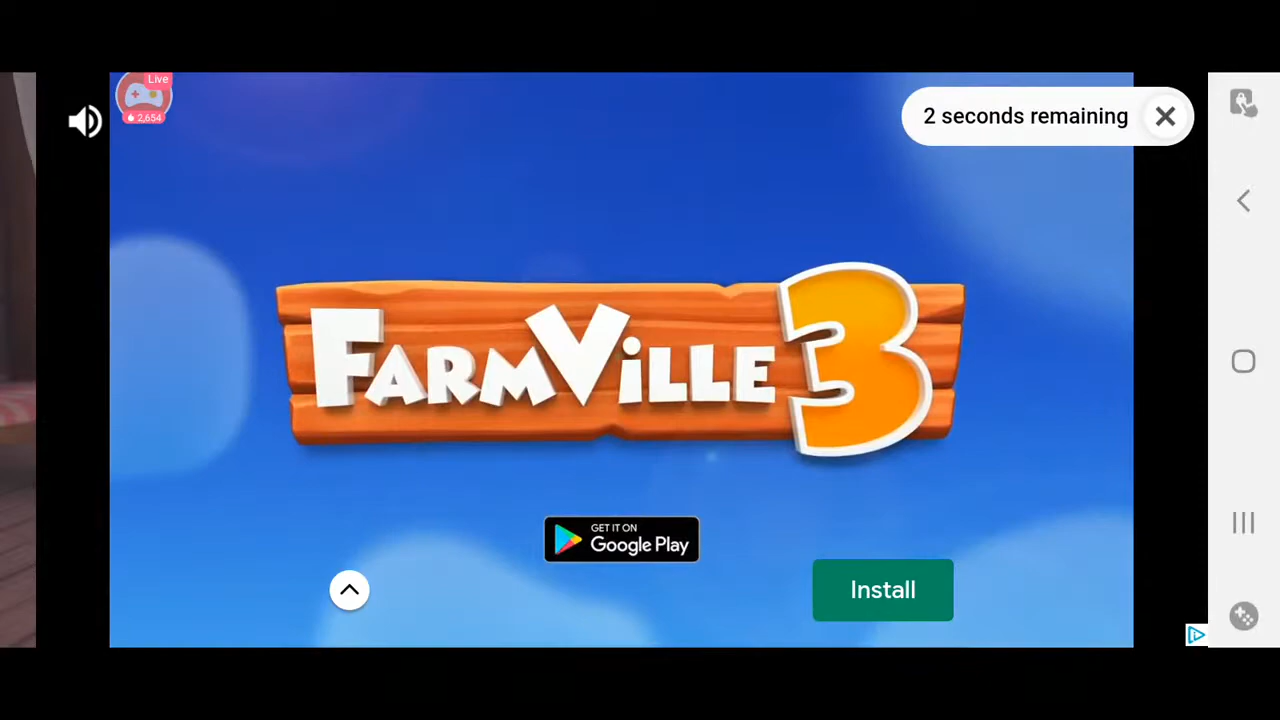 Live
2,654
2 seconds remaining
FARMViLLE 3
GET IT ON
Google Play
Install